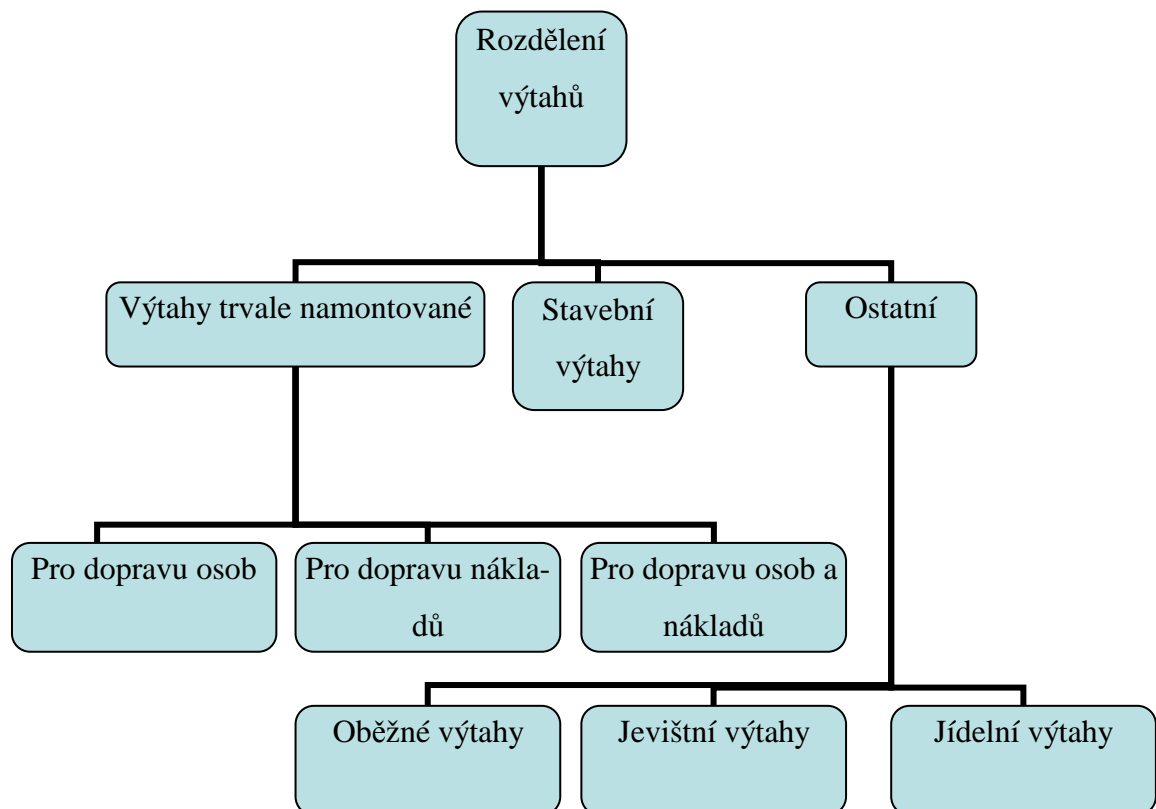 Rozdělení
výtahů
Výtahy trvale namontované
Stavební
výtahy
Ostatní
Pro dopravu osob
Pro dopravu nákla-
dů
Pro dopravu osob a
nákladů
Oběžné výtahy
Jevištní výtahy
Jídelní výtahy